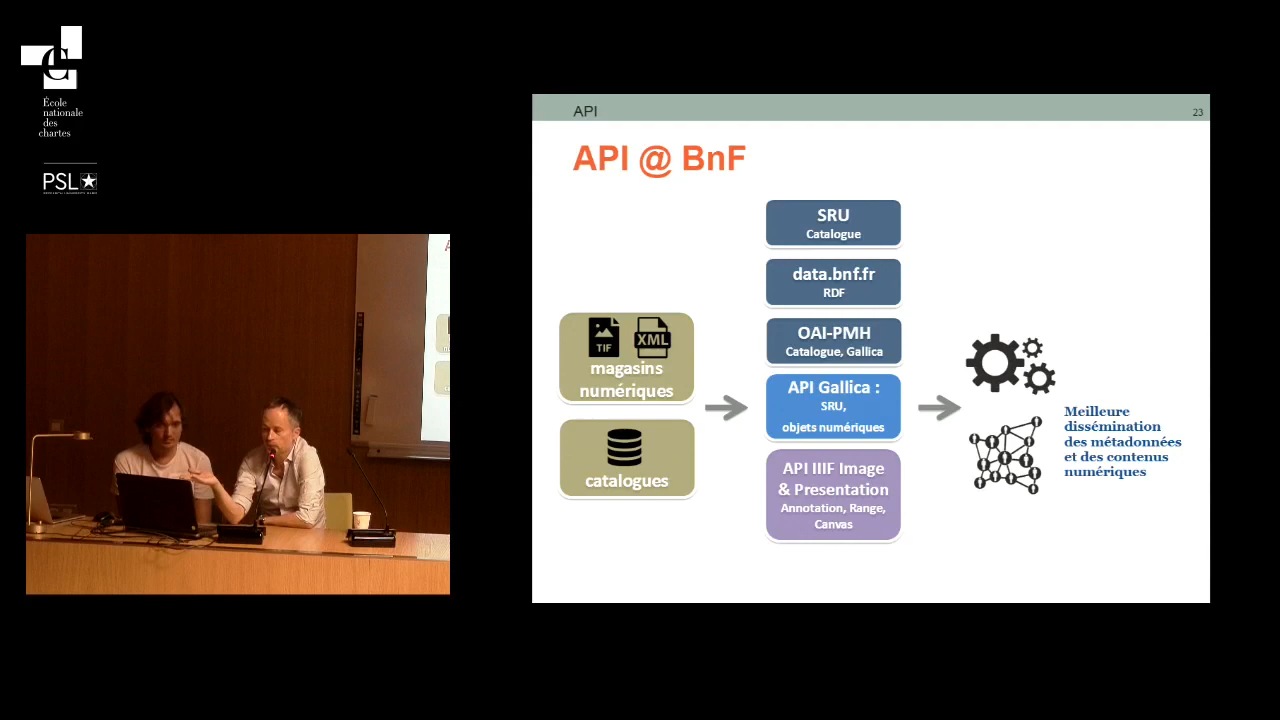 École
nationale
des
chartes
PSL
API
23
API @ BnF
SRU
Catalogue
data.bnf.fr
RDF
OAI-PMH
Catalogue, Gallica
API Gallica :
SRU,
objets numériques
API IIIF Image
& Presentation
Annotation, Range,
Canvas
TIF
XML
magasins
numériques
catalogues
Meilleure
dissémination
des métadonnées
et des contenus
numériques